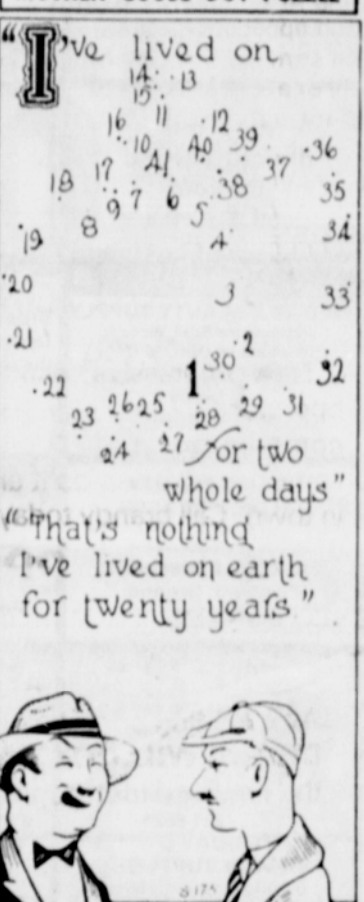 "I've lived on
14 13
15
16 11 12
10 40 39 36
18 17 41 37
9 7 6 38 35
8 5
19 4 34
20 3 33
21 2
22 1 30 32
23 26 25 28 29 31
24 27 for two
whole days"
"That's nothing
I've lived on earth
for twenty years"